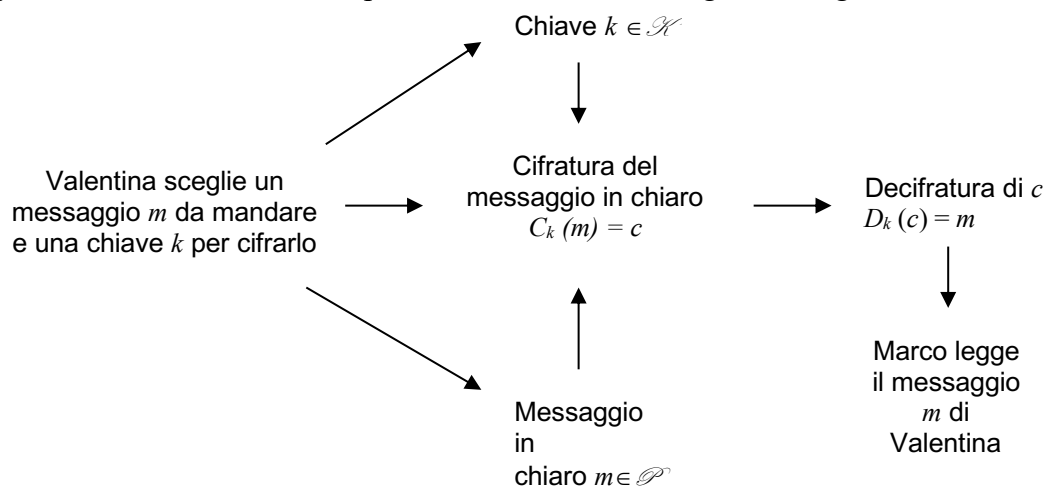 Chiave k ∈ 𝒦
Valentina sceglie un
messaggio m da mandare
e una chiave k per cifrarlo
Cifratura del
messaggio in chiaro
Cₖ (m) = c
Decifratura di c
Dₖ (c) = m
Messaggio
in
chiaro m ∈ 𝒫
Marco legge
il messaggio
m di
Valentina